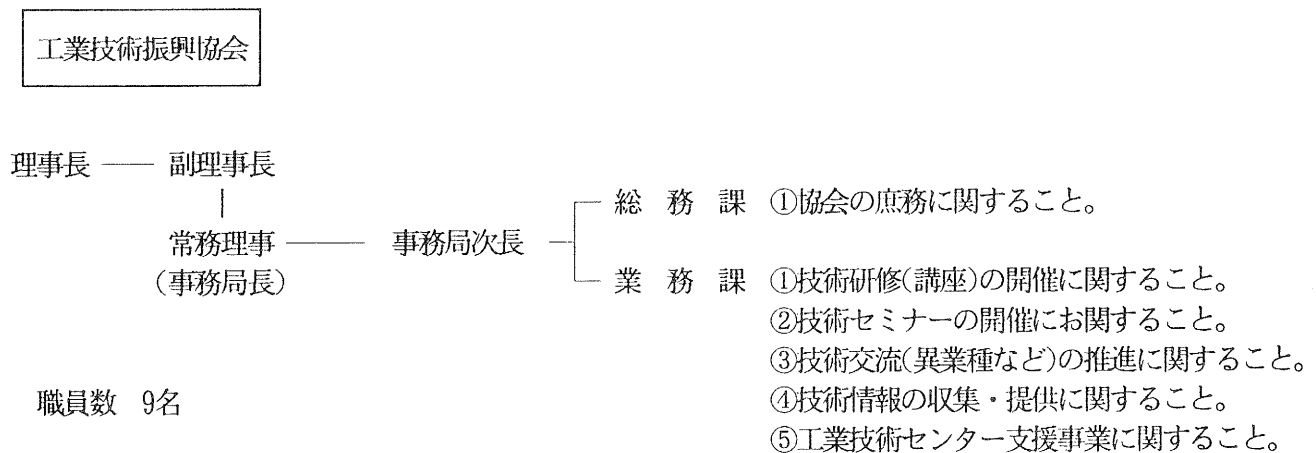 工業技術振興協会
理事長 ── 副理事長
常務理事 ─── 事務局次長
(事務局長)
総務課 ①協会の庶務に関すること。
業務課 ①技術研修(講座)の開催に関すること。
②技術セミナーの開催にお関すること。
③技術交流(異業種など)の推進に関すること。
④技術情報の収集・提供に関すること。
⑤工業技術センター支援事業に関すること。
職員数 9名